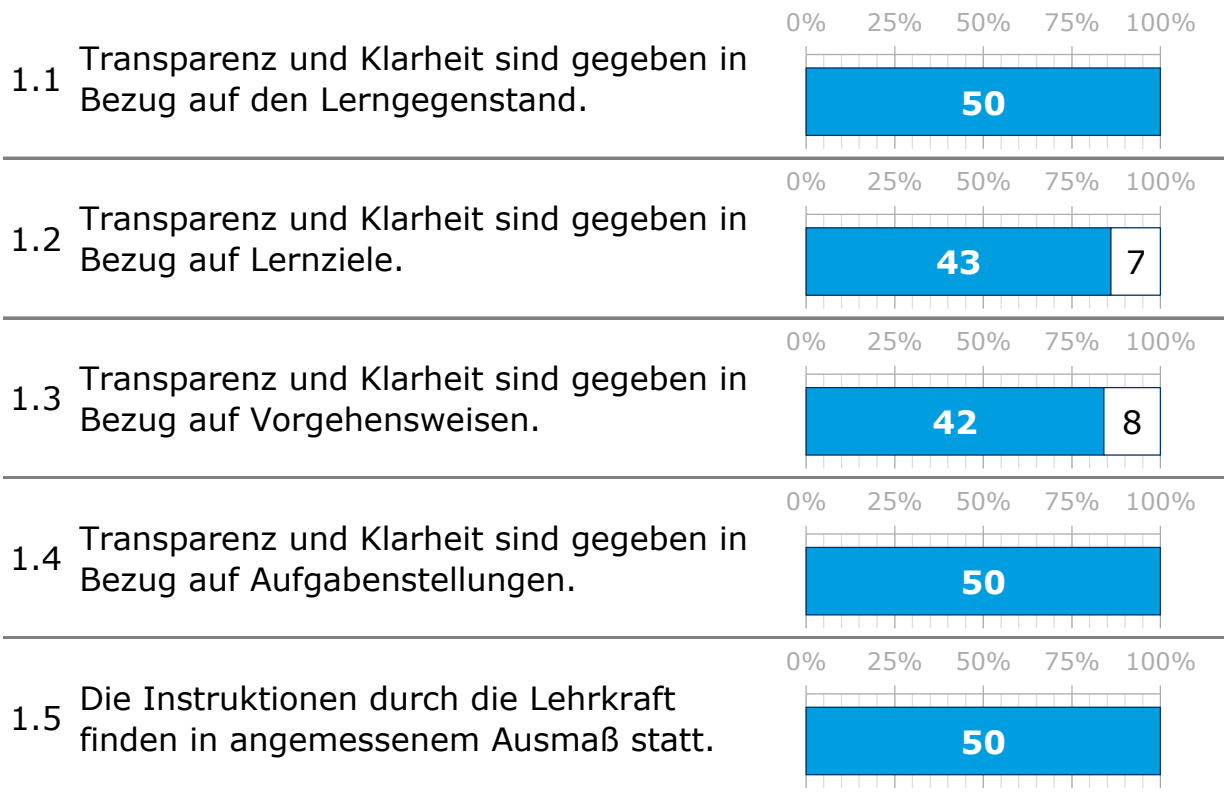 0% 25% 50% 75% 100%
1.1 Transparenz und Klarheit sind gegeben in
Bezug auf den Lerngegenstand.
50
0% 25% 50% 75% 100%
1.2 Transparenz und Klarheit sind gegeben in
Bezug auf Lernziele.
43 7
0% 25% 50% 75% 100%
1.3 Transparenz und Klarheit sind gegeben in
Bezug auf Vorgehensweisen.
42 8
0% 25% 50% 75% 100%
1.4 Transparenz und Klarheit sind gegeben in
Bezug auf Aufgabenstellungen.
50
0% 25% 50% 75% 100%
1.5 Die Instruktionen durch die Lehrkraft
finden in angemessenem Ausmaß statt.
50